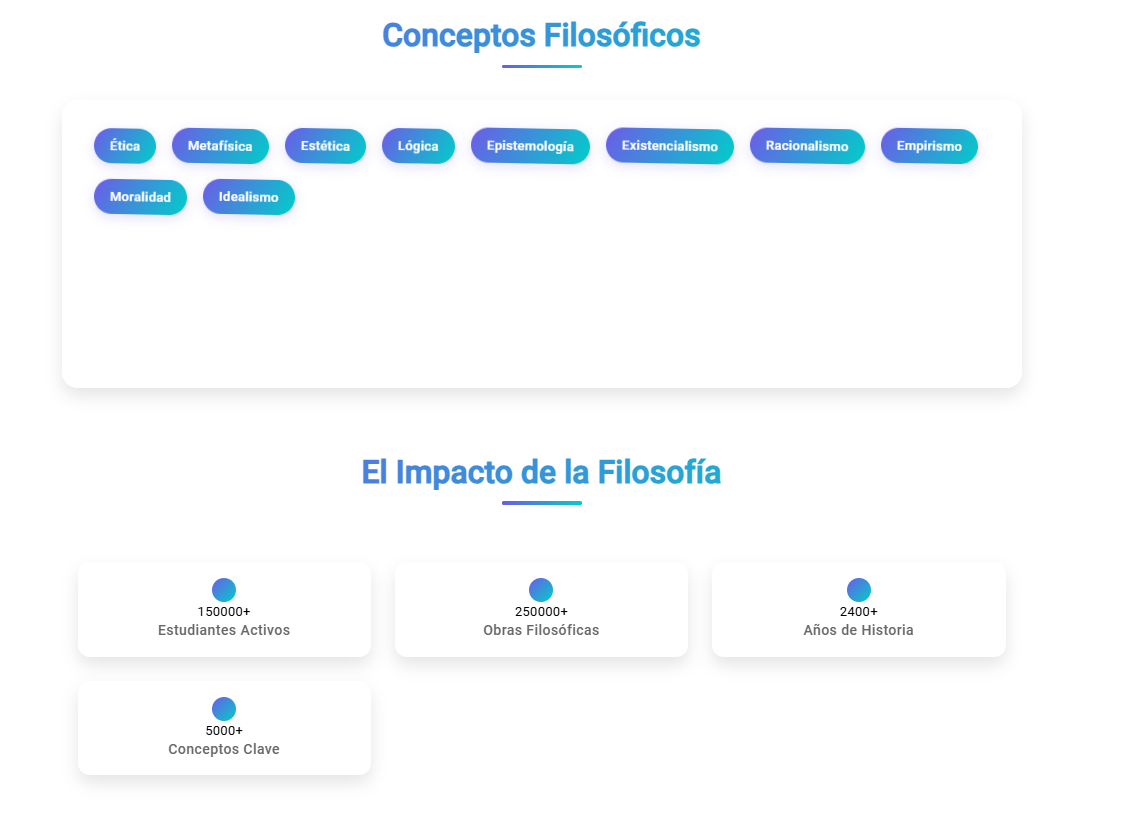 Conceptos Filosóficos
Ética Metafísica Estética Lógica Epistemología Existencialismo Racionalismo Empirismo
Moralidad Idealismo
El Impacto de la Filosofía
150000+
Estudiantes Activos
250000+
Obras Filosóficas
2400+
Años de Historia
5000+
Conceptos Clave